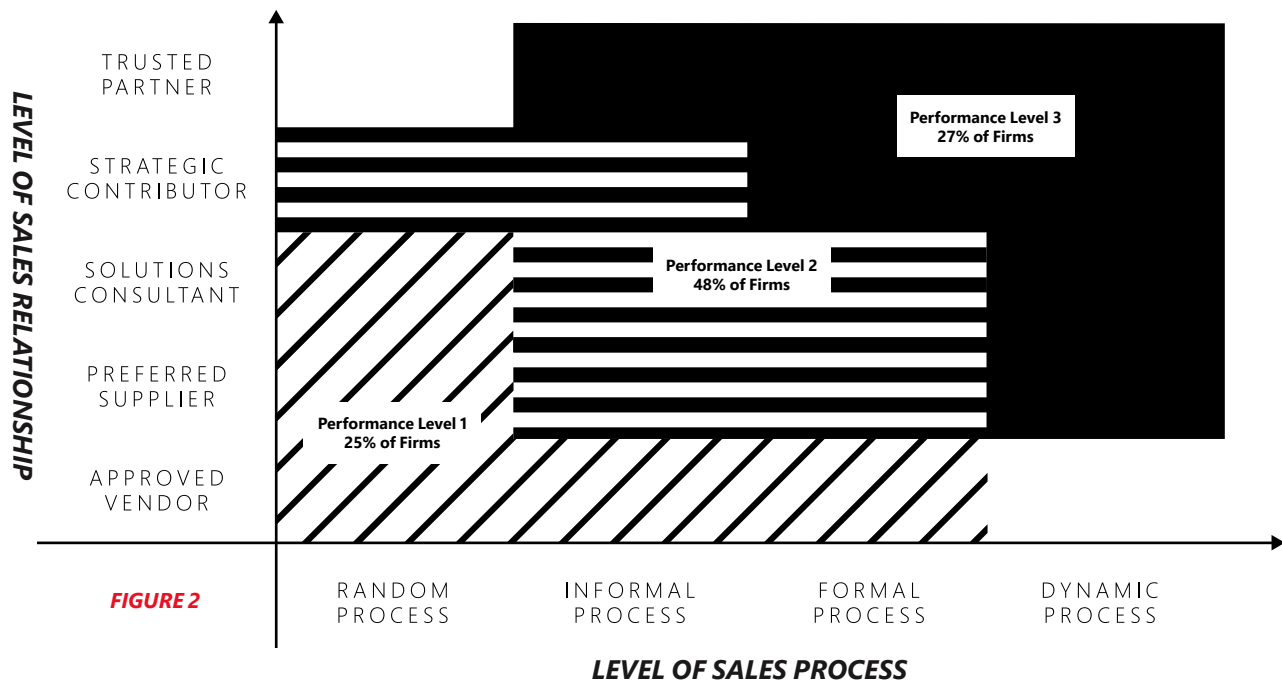 LEVEL OF SALES RELATIONSHIP
TRUSTED
PARTNER
STRATEGIC
CONTRIBUTOR
SOLUTIONS
CONSULTANT
PREFERRED
SUPPLIER
APPROVED
VENDOR
Performance Level 3
27% of Firms
Performance Level 2
48% of Firms
Performance Level 1
25% of Firms
FIGURE 2
RANDOM
PROCESS
INFORMAL
PROCESS
FORMAL
PROCESS
DYNAMIC
PROCESS
LEVEL OF SALES PROCESS